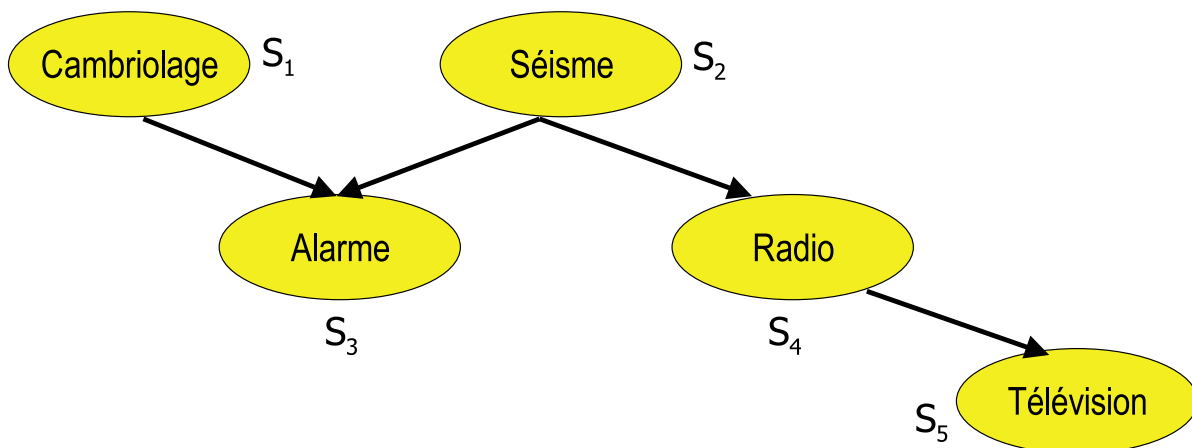 Cambriolage S₁
Séisme S₂
Alarme
Radio
S₃
S₄
Télévision
S₅